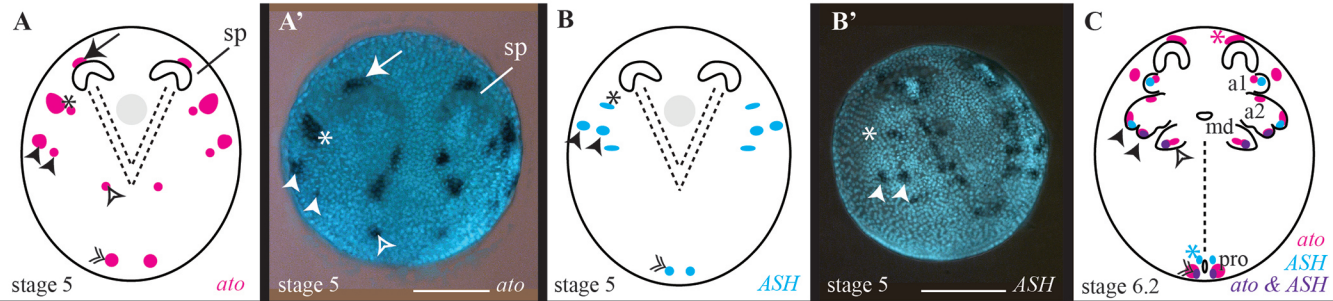 A
sp
stage 5
ato
A’
sp
stage 5
ato
B
stage 5
ASH
B’
stage 5
ASH
C
a1
a2
md
pro
stage 6.2
ato
ASH
ato & ASH